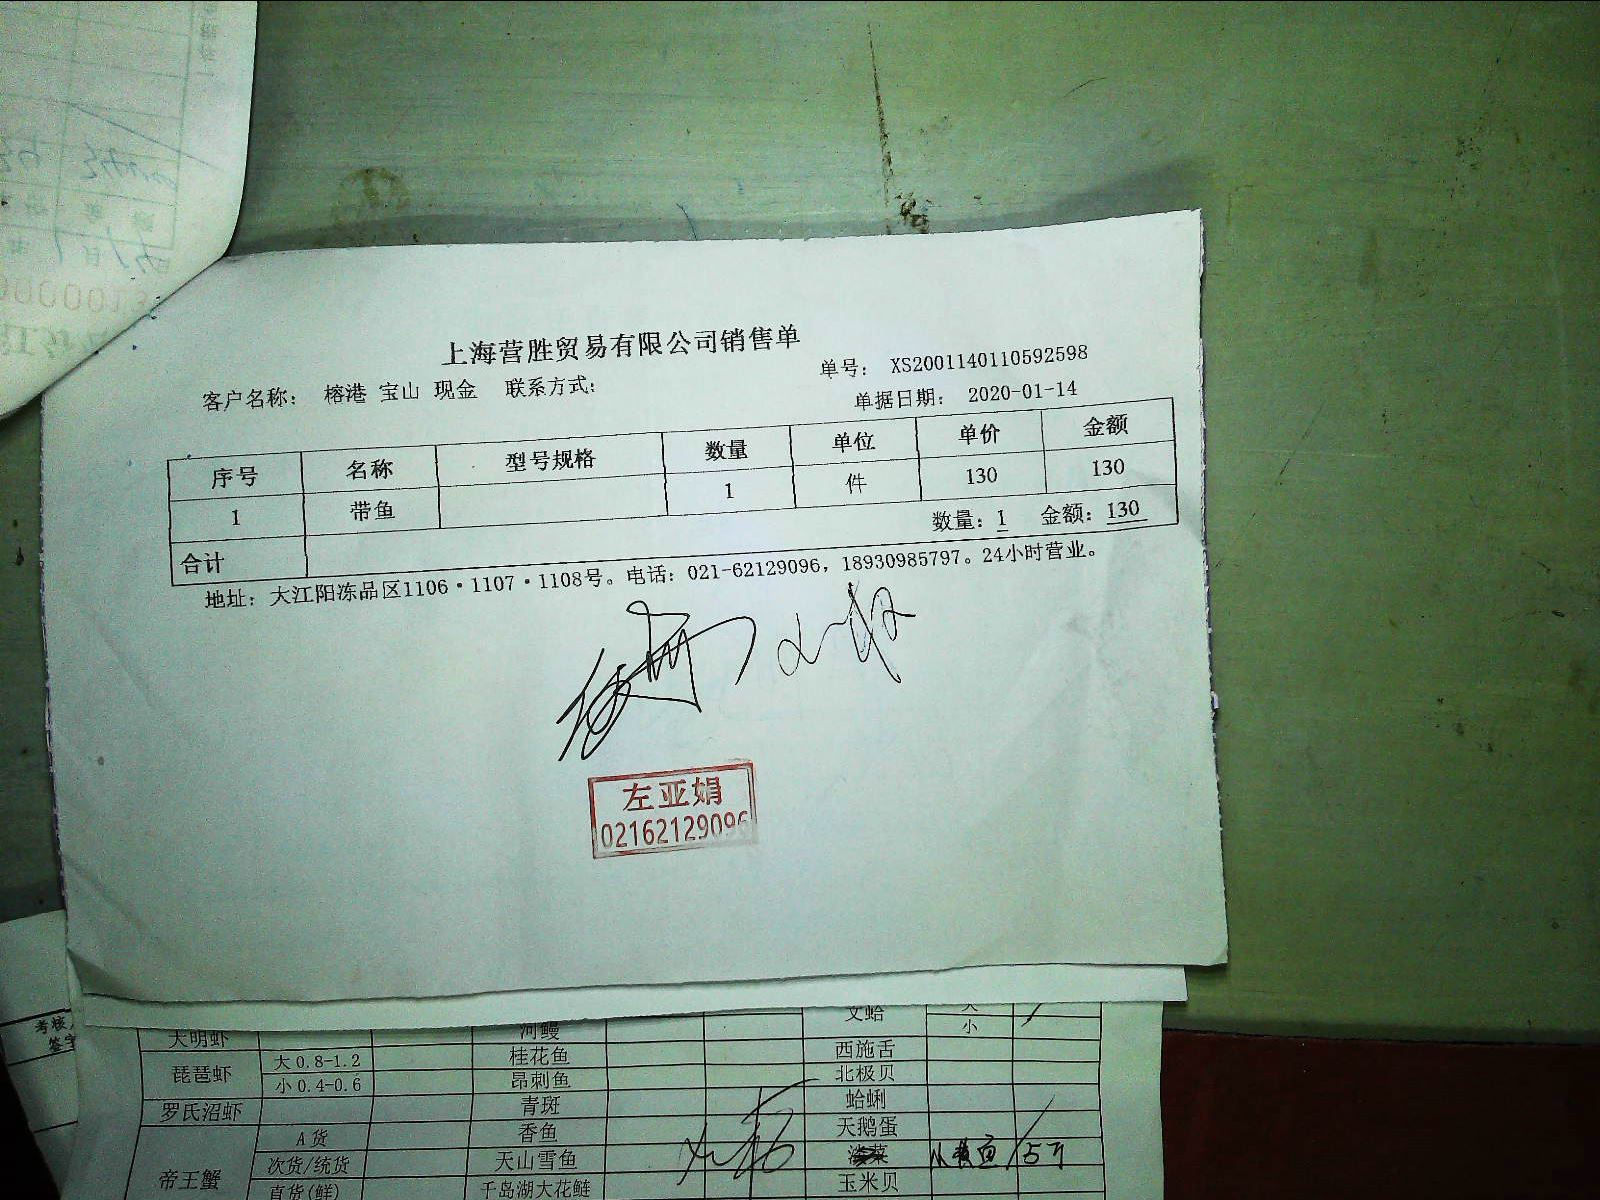 上海营胜贸易有限公司销售单
单号： XS2001140110592598
客户名称： 榕港 宝山 现金 联系方式：
单据日期： 2020-01-14
序号 名称 型号规格 数量 单位 单价 金额
1 带鱼 1 件 130 130
合计 数量：1 金额：130
地址：大江阳冻品区1106·1107·1108号。电话：021-62129096，18930985797。24小时营业。
左亚娟
02162129096
大明虾 河鳗 文蛤 大
小
琵琶虾 大 0.8-1.2 桂花鱼 西施舌
小 0.4-0.6 昂刺鱼 北极贝
罗氏沼虾 青斑 蛤蜊
帝王蟹 A 货 香鱼 天鹅蛋
次货/统货 天山雪鱼
直货(鲜) 千岛湖大花鲢 玉米贝
考核
签字